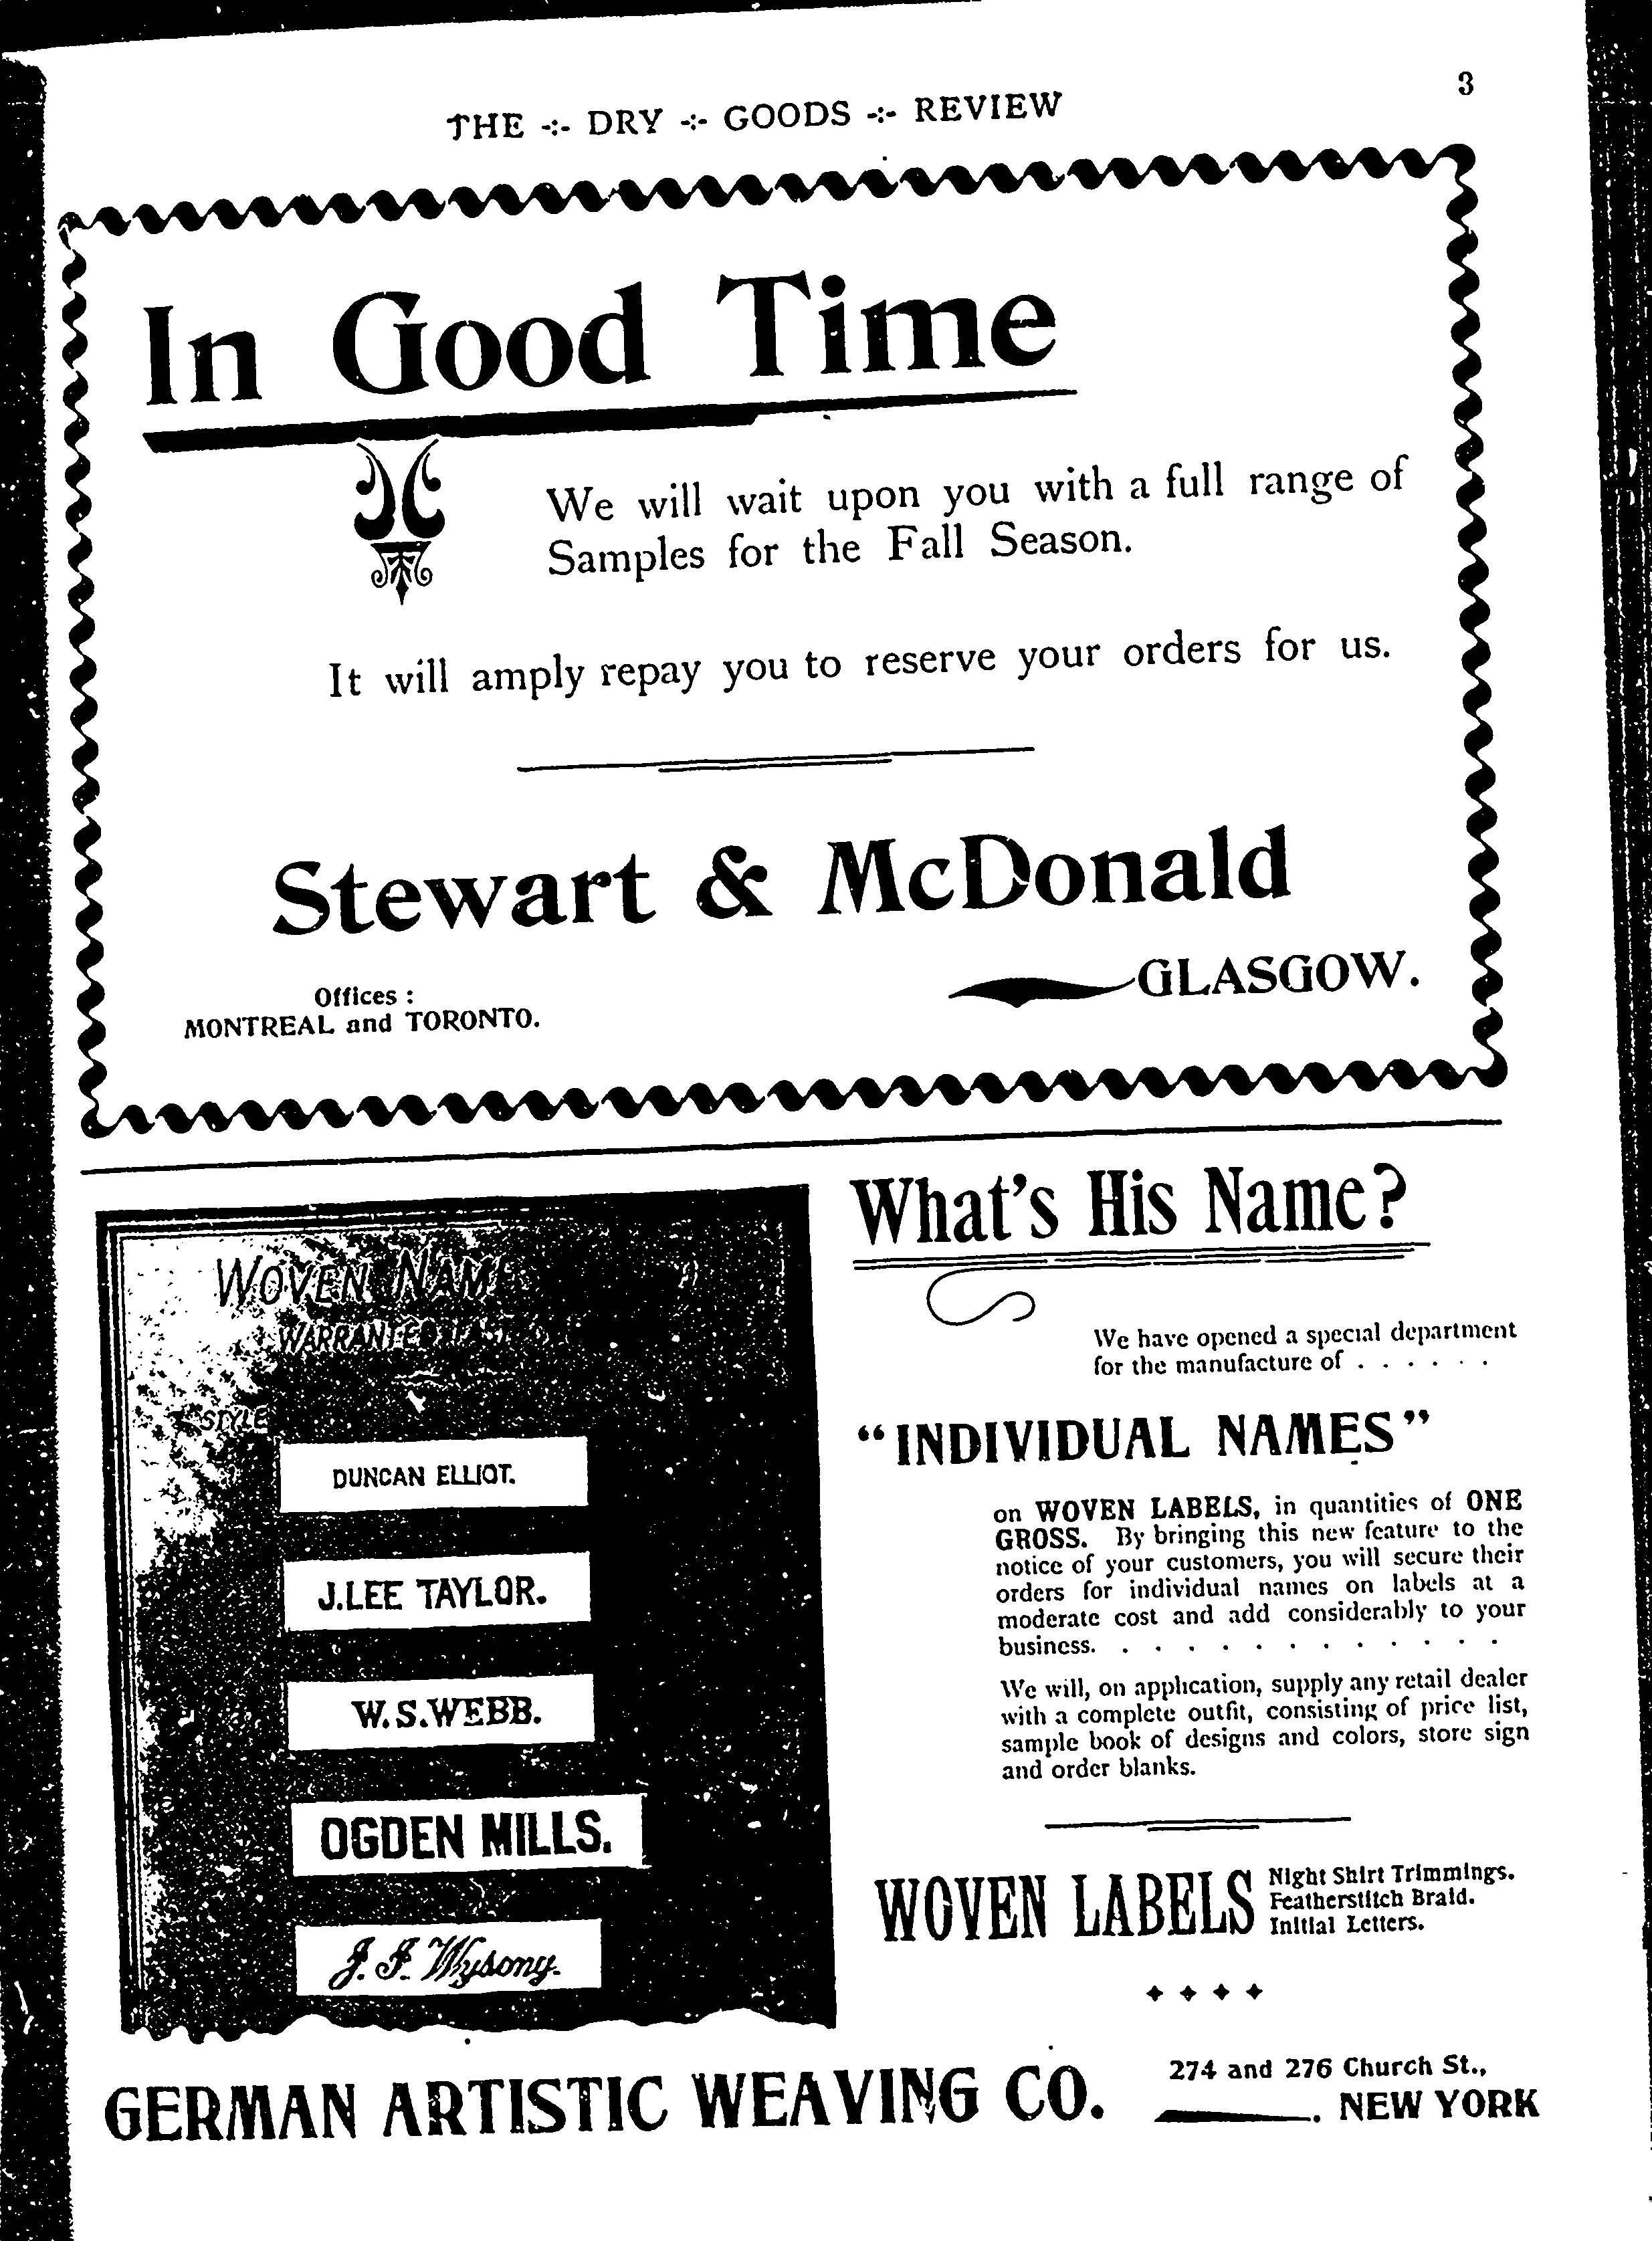 THE -:- DRY -:- GOODS -:- REVIEW
3
In Good Time
We will wait upon you with a full range of
Samples for the Fall Season.
It will amply repay you to reserve your orders for us.
Stewart & McDonald
GLASGOW.
Offices :
MONTREAL and TORONTO.
WOVEN
WARRANTED
STYLE
DUNCAN ELLIOT.
J.LEE TAYLOR.
W.S.WEBB.
OGDEN MILLS.
J. F. Wysong.
What's His Name?
We have opened a special department
for the manufacture of . . . . . .
“INDIVIDUAL NAMES”
on WOVEN LABELS, in quantities of ONE
GROSS. By bringing this new feature to the
notice of your customers, you will secure their
orders for individual names on labels at a
moderate cost and add considerably to your
business. . . . . . . . . . . . . .
We will, on application, supply any retail dealer
with a complete outfit, consisting of price list,
sample book of designs and colors, store sign
and order blanks.
WOVEN LABELS
Night Shirt Trimmings.
Featherstitch Braid.
Initial Letters.
GERMAN ARTISTIC WEAVING CO.
274 and 276 Church St.,
NEW YORK